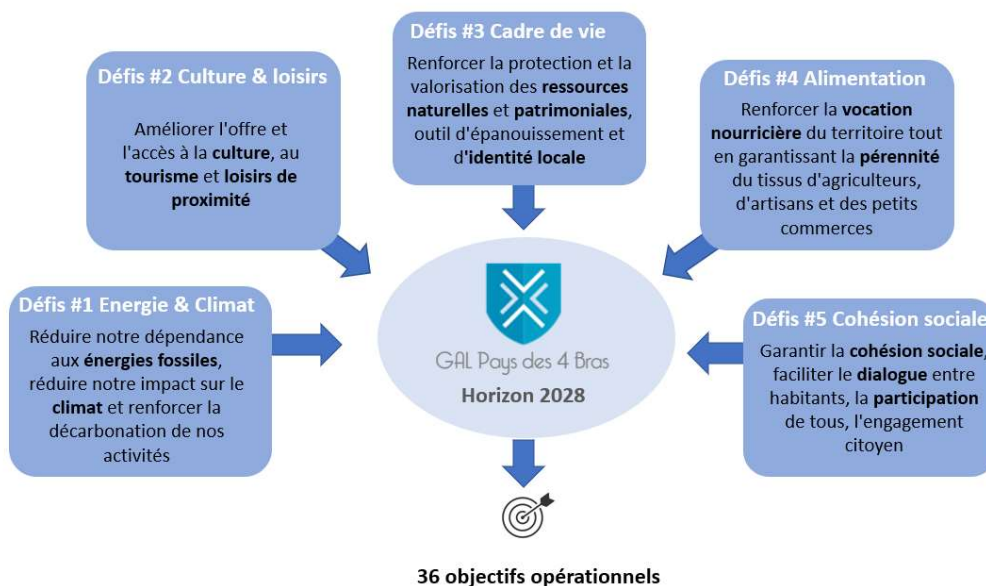 Défis #1 Energie & Climat
Réduire notre dépendance
aux énergies fossiles,
réduire notre impact sur le
climat et renforcer la
décarbonation de nos
activités
Défis #2 Culture & loisirs
Améliorer l'offre et
l'accès à la culture, au
tourisme et loisirs de
proximité
Défis #3 Cadre de vie
Renforcer la protection et la
valorisation des ressources
naturelles et patrimoniales,
outil d'épanouissement et
d'identité locale
Défis #4 Alimentation
Renforcer la vocation
nourricière du territoire tout
en garantissant la pérennité
du tissus d'agriculteurs,
d'artisans et des petits
commerces
Défis #5 Cohésion sociale
Garantir la cohésion sociale,
faciliter le dialogue entre
habitants, la participation
de tous, l'engagement
citoyen
GAL Pays des 4 Bras
Horizon 2028
36 objectifs opérationnels